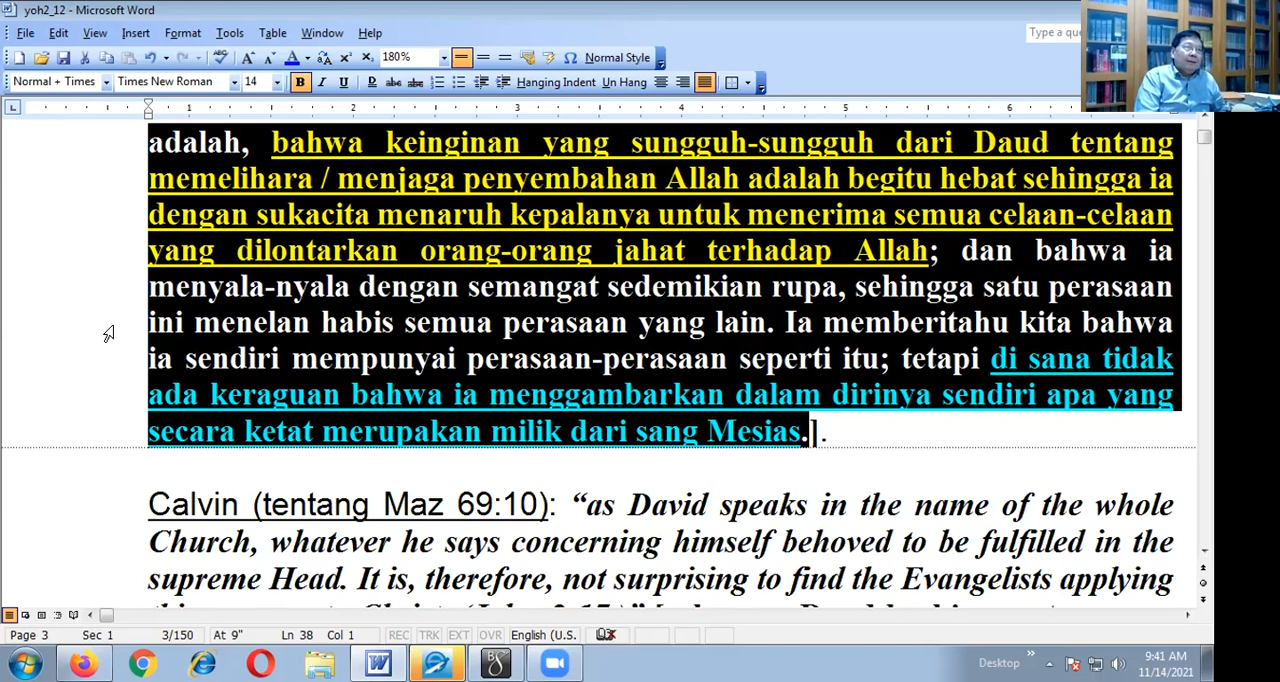 yoh2_12 - Microsoft Word
File Edit View Insert Format Tools Table Window Help
Type a que
180% Normal Style
Normal + Times Times New Roman 14 B I U D abc abc Hanging Indent Un Hang
1 2 3 4 5 6
adalah, bahwa keinginan yang sungguh-sungguh dari Daud tentang
memelihara / menjaga penyembahan Allah adalah begitu hebat sehingga ia
dengan sukacita menaruh kepalanya untuk menerima semua celaan-celaan
yang dilontarkan orang-orang jahat terhadap Allah; dan bahwa ia
menyala-nyala dengan semangat sedemikian rupa, sehingga satu perasaan
ini menelan habis semua perasaan yang lain. Ia memberitahu kita bahwa
ia sendiri mempunyai perasaan-perasaan seperti itu; tetapi di sana tidak
ada keraguan bahwa ia menggambarkan dalam dirinya sendiri apa yang
secara ketat merupakan milik dari sang Mesias.].
Calvin (tentang Maz 69:10): “as David speaks in the name of the whole
Church, whatever he says concerning himself behoved to be fulfilled in the
supreme Head. It is, therefore, not surprising to find the Evangelists applying
Page 3 Sec 1 3/150 At 9" Ln 38 Col 1 REC TRK EXT OVR English (U.S.
Desktop
9:41 AM
11/14/2021